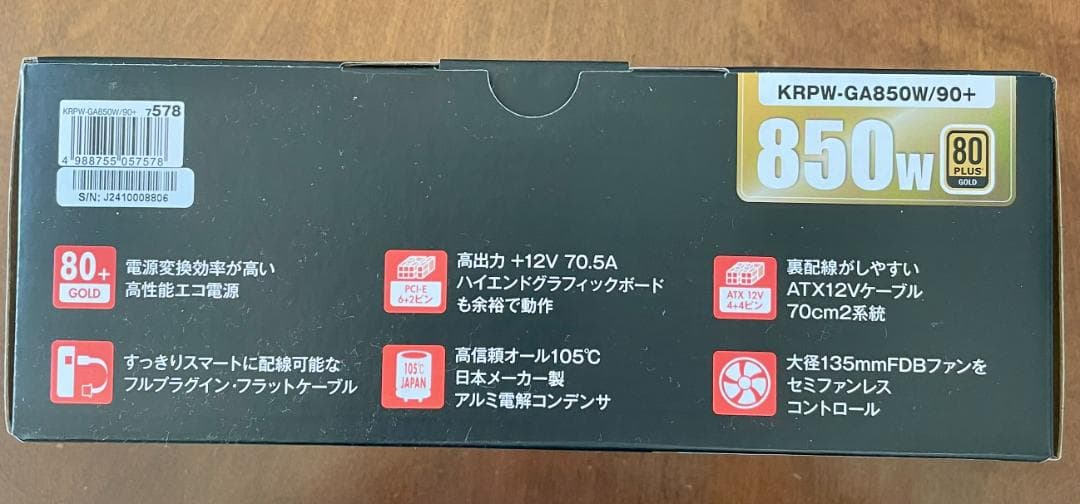 KRPW-GA850W/90+ 7578
4 988755 057578
S/N: J2410008806
KRPW-GA850W/90+
850W
80
PLUS
GOLD
80+
GOLD
電源変換効率が高い
高性能エコ電源
PCI-E
6+2ピン
高出力 +12V 70.5A
ハイエンドグラフィックボード
も余裕で動作
ATX 12V
4+4ピン
裏配線がしやすい
ATX12Vケーブル
70cm2系統
すっきりスマートに配線可能な
フルプラグイン・フラットケーブル
105℃
JAPAN
高信頼オール105℃
日本メーカー製
アルミ電解コンデンサ
大径135mmFDBファンを
セミファンレス
コントロール